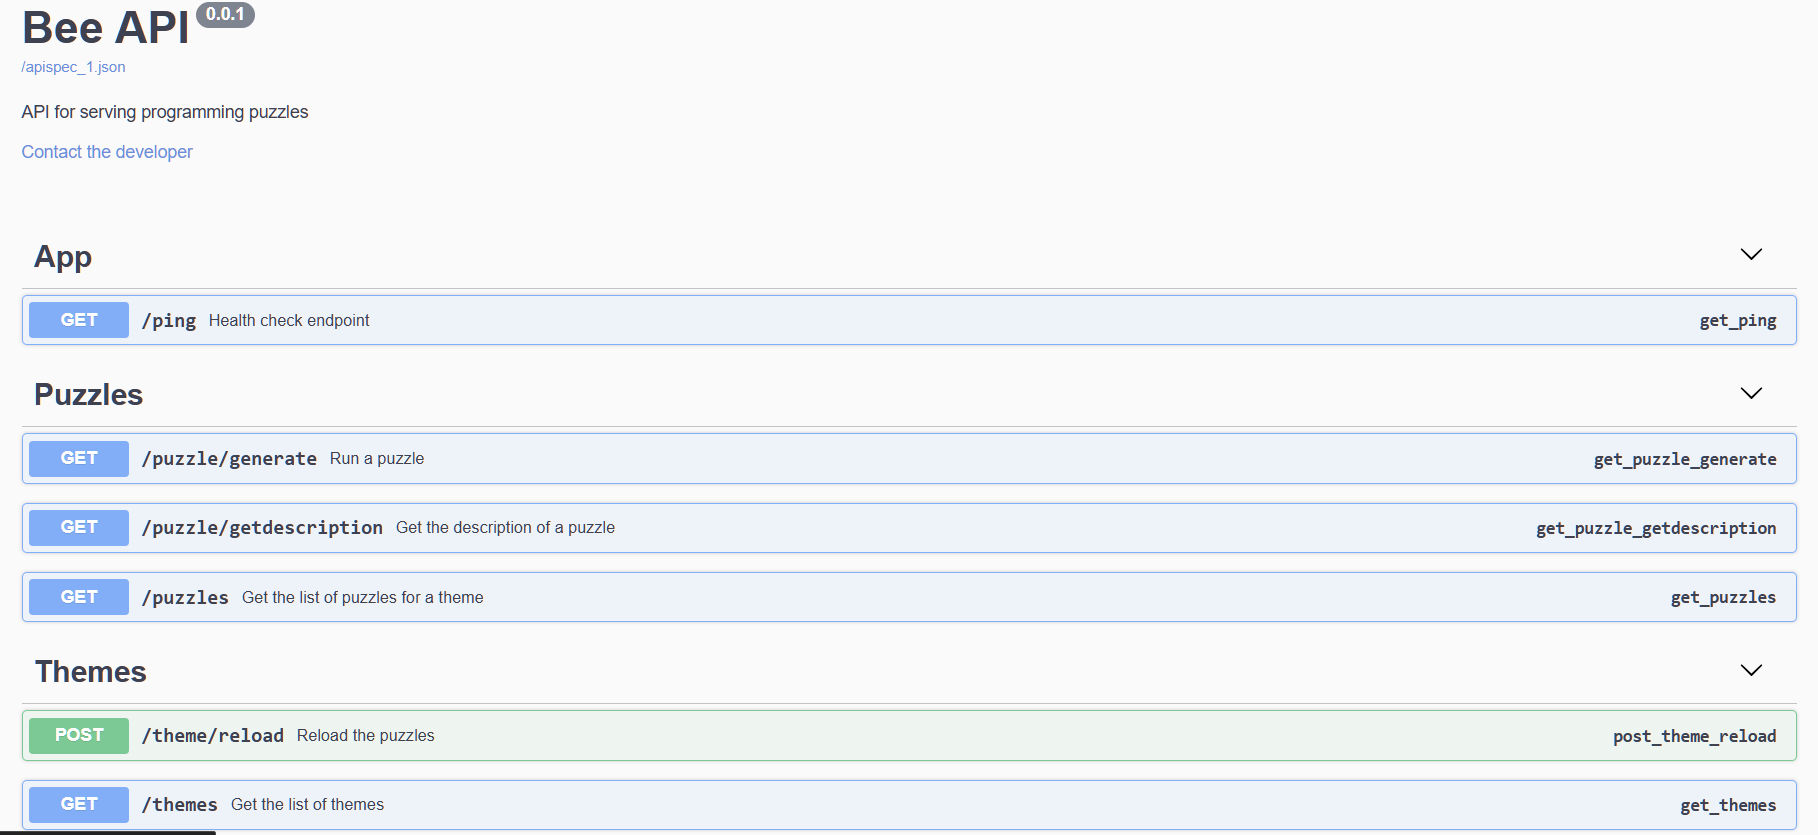 Bee API 0.0.1
/apispec_1.json
API for serving programming puzzles
Contact the developer
App
GET /ping Health check endpoint get_ping
Puzzles
GET /puzzle/generate Run a puzzle get_puzzle_generate
GET /puzzle/getdescription Get the description of a puzzle get_puzzle_getdescription
GET /puzzles Get the list of puzzles for a theme get_puzzles
Themes
POST /theme/reload Reload the puzzles post_theme_reload
GET /themes Get the list of themes get_themes